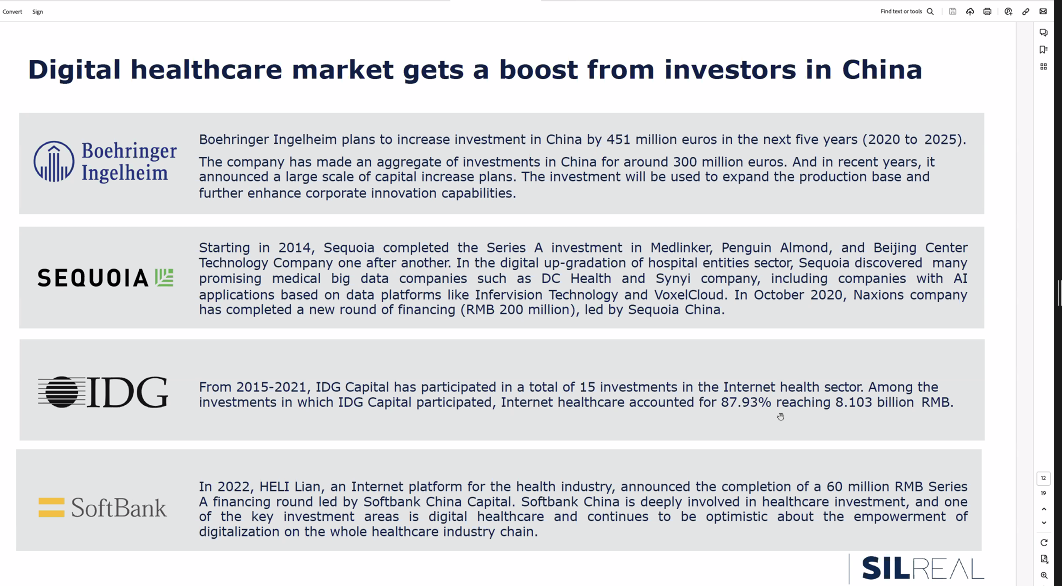 Convert Sign Find text or tools
Digital healthcare market gets a boost from investors in China
Boehringer
Ingelheim
Boehringer Ingelheim plans to increase investment in China by 451 million euros in the next five years (2020 to 2025).
The company has made an aggregate of investments in China for around 300 million euros. And in recent years, it
announced a large scale of capital increase plans. The investment will be used to expand the production base and
further enhance corporate innovation capabilities.
SEQUOIA
Starting in 2014, Sequoia completed the Series A investment in Medlinker, Penguin Almond, and Beijing Center
Technology Company one after another. In the digital up-gradation of hospital entities sector, Sequoia discovered many
promising medical big data companies such as DC Health and Synyi company, including companies with AI
applications based on data platforms like Infervision Technology and VoxelCloud. In October 2020, Naxions company
has completed a new round of financing (RMB 200 million), led by Sequoia China.
IDG
From 2015-2021, IDG Capital has participated in a total of 15 investments in the Internet health sector. Among the
investments in which IDG Capital participated, Internet healthcare accounted for 87.93% reaching 8.103 billion RMB.
SoftBank
In 2022, HELI Lian, an Internet platform for the health industry, announced the completion of a 60 million RMB Series
A financing round led by Softbank China Capital. Softbank China is deeply involved in healthcare investment, and one
of the key investment areas is digital healthcare and continues to be optimistic about the empowerment of
digitalization on the whole healthcare industry chain.
12
19
SILREAL